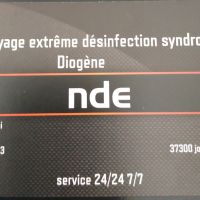 yage extrême désinfection syndro
Diogène
nde
i
3
37300 jo
service 24/24 7/7